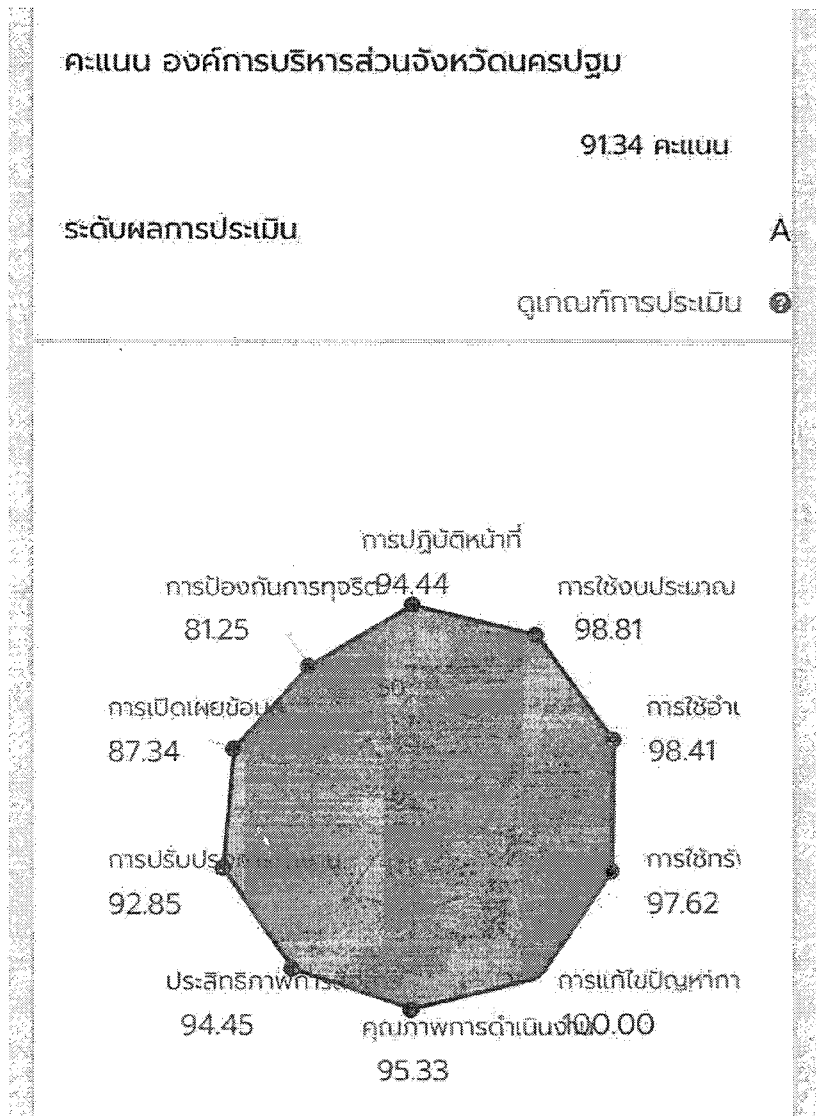 คะแนน องค์การบริหารส่วนจังหวัดนครปฐม
91.34 คะแนน
ระดับผลการประเมิน A
ดูเกณฑ์การประเมิน
การปฏิบัติหน้าที่
94.44
การใช้งบประมาณ
98.81
การใช้อำ
98.41
การใช้ทรั
97.62
การแก้ไขปัญหากา
100.00
คุณภาพการดำเนินงาน
95.33
ประสิทธิภาพการสื่
94.45
การปรับปร
92.85
การเปิดเผยข้อมู
87.34
การป้องกันการทุจริต
81.25
50
0